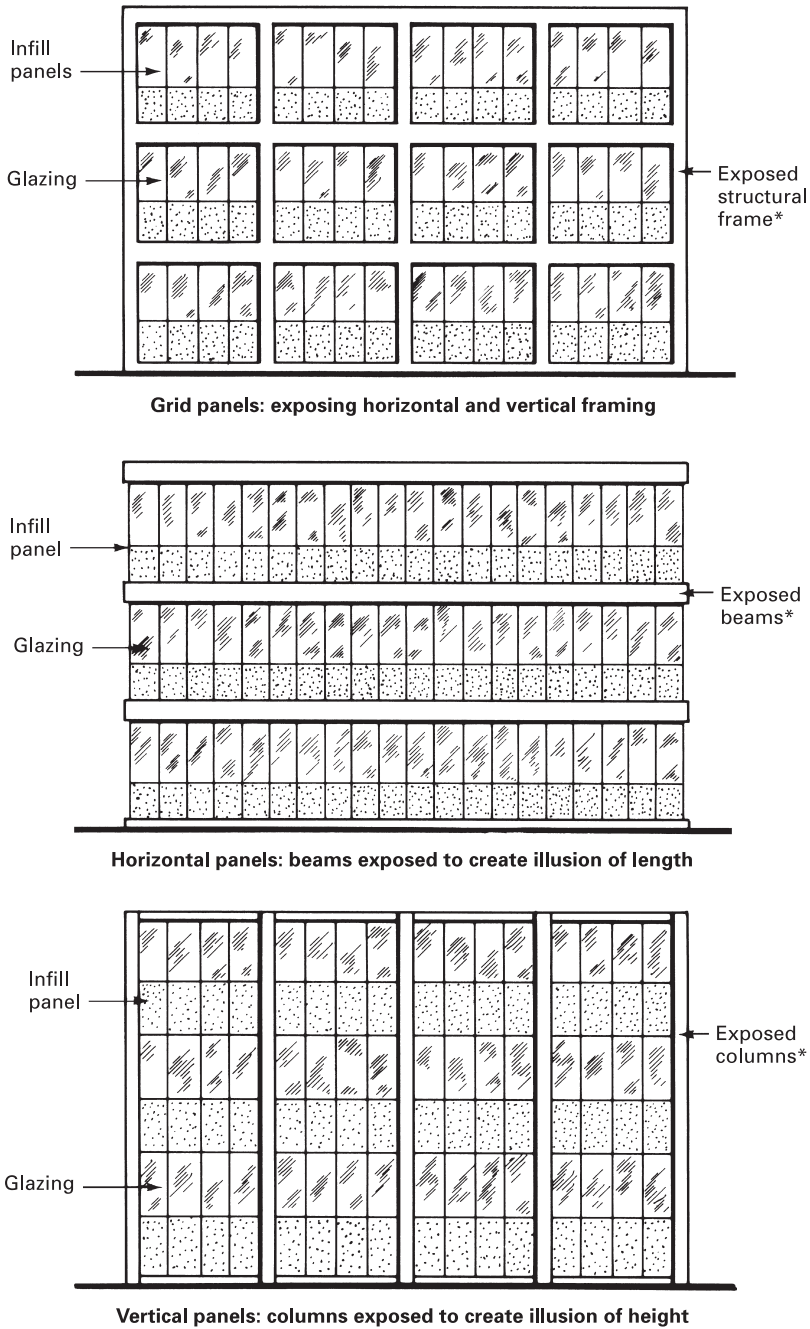 Infill
panels
Glazing
Exposed
structural
frame*
Grid panels: exposing horizontal and vertical framing
Infill
panel
Exposed
beams*
Glazing
Horizontal panels: beams exposed to create illusion of length
Infill
panel
Exposed
columns*
Glazing
Vertical panels: columns exposed to create illusion of height